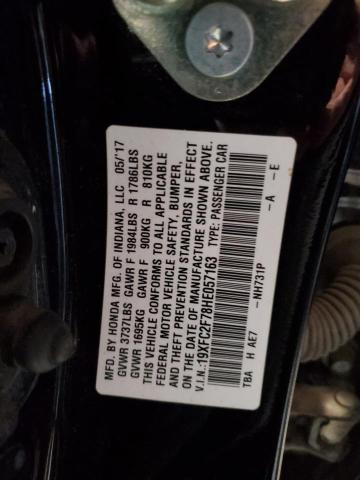 MFD. BY HONDA MFG. OF INDIANA, LLC 05/'17
GVWR 3737LBS GAWR F 1984LBS R 1786LBS
GVWR 1695KG GAWR F 900KG R 810KG
THIS VEHICLE CONFORMS TO ALL APPLICABLE
FEDERAL MOTOR VEHICLE SAFETY, BUMPER,
AND THEFT PREVENTION STANDARDS IN EFFECT
ON DATE OF MANUFACTURE SHOWN ABOVE.
V.I.N.:19XFC2F78HE057163 TYPE: PASSENGER CAR
NH731P -A -E
TBA H AE7